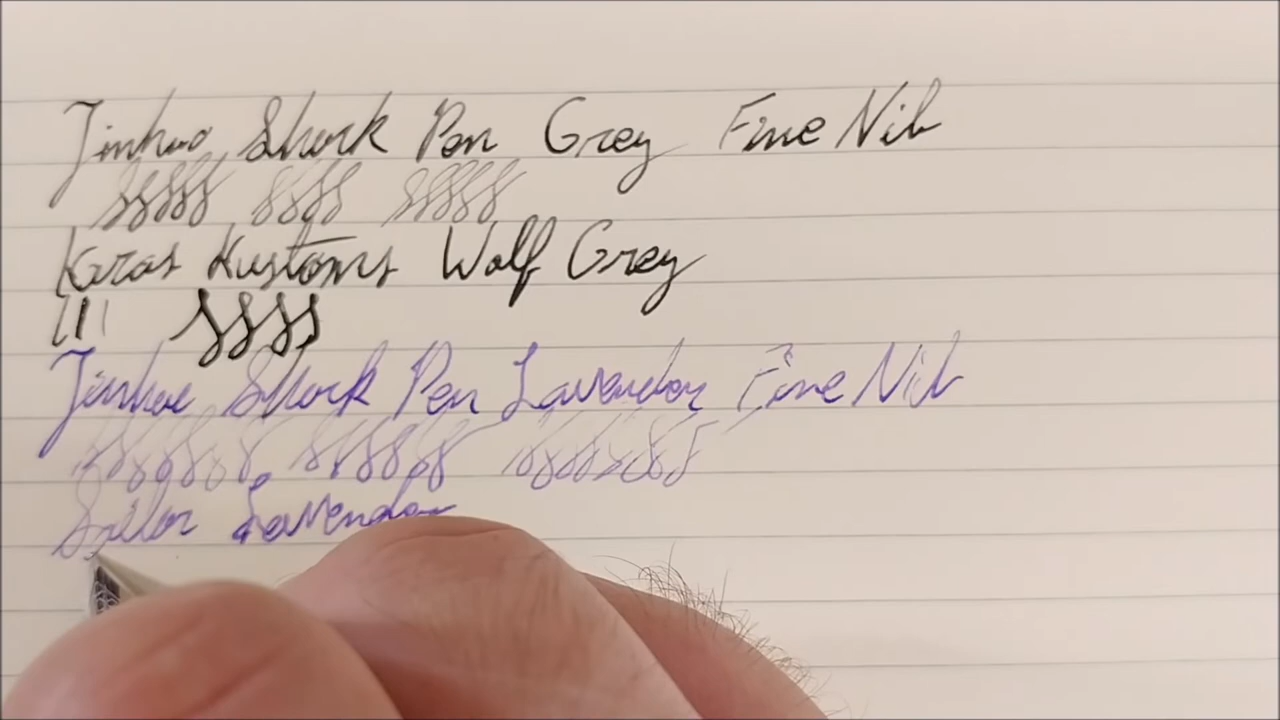 Jinhao Shark Pen Grey Fine Nib
Karas Kustoms Wolf Grey
Jinhao Shark Pen Lavender Fine Nib
Sailor Lavender